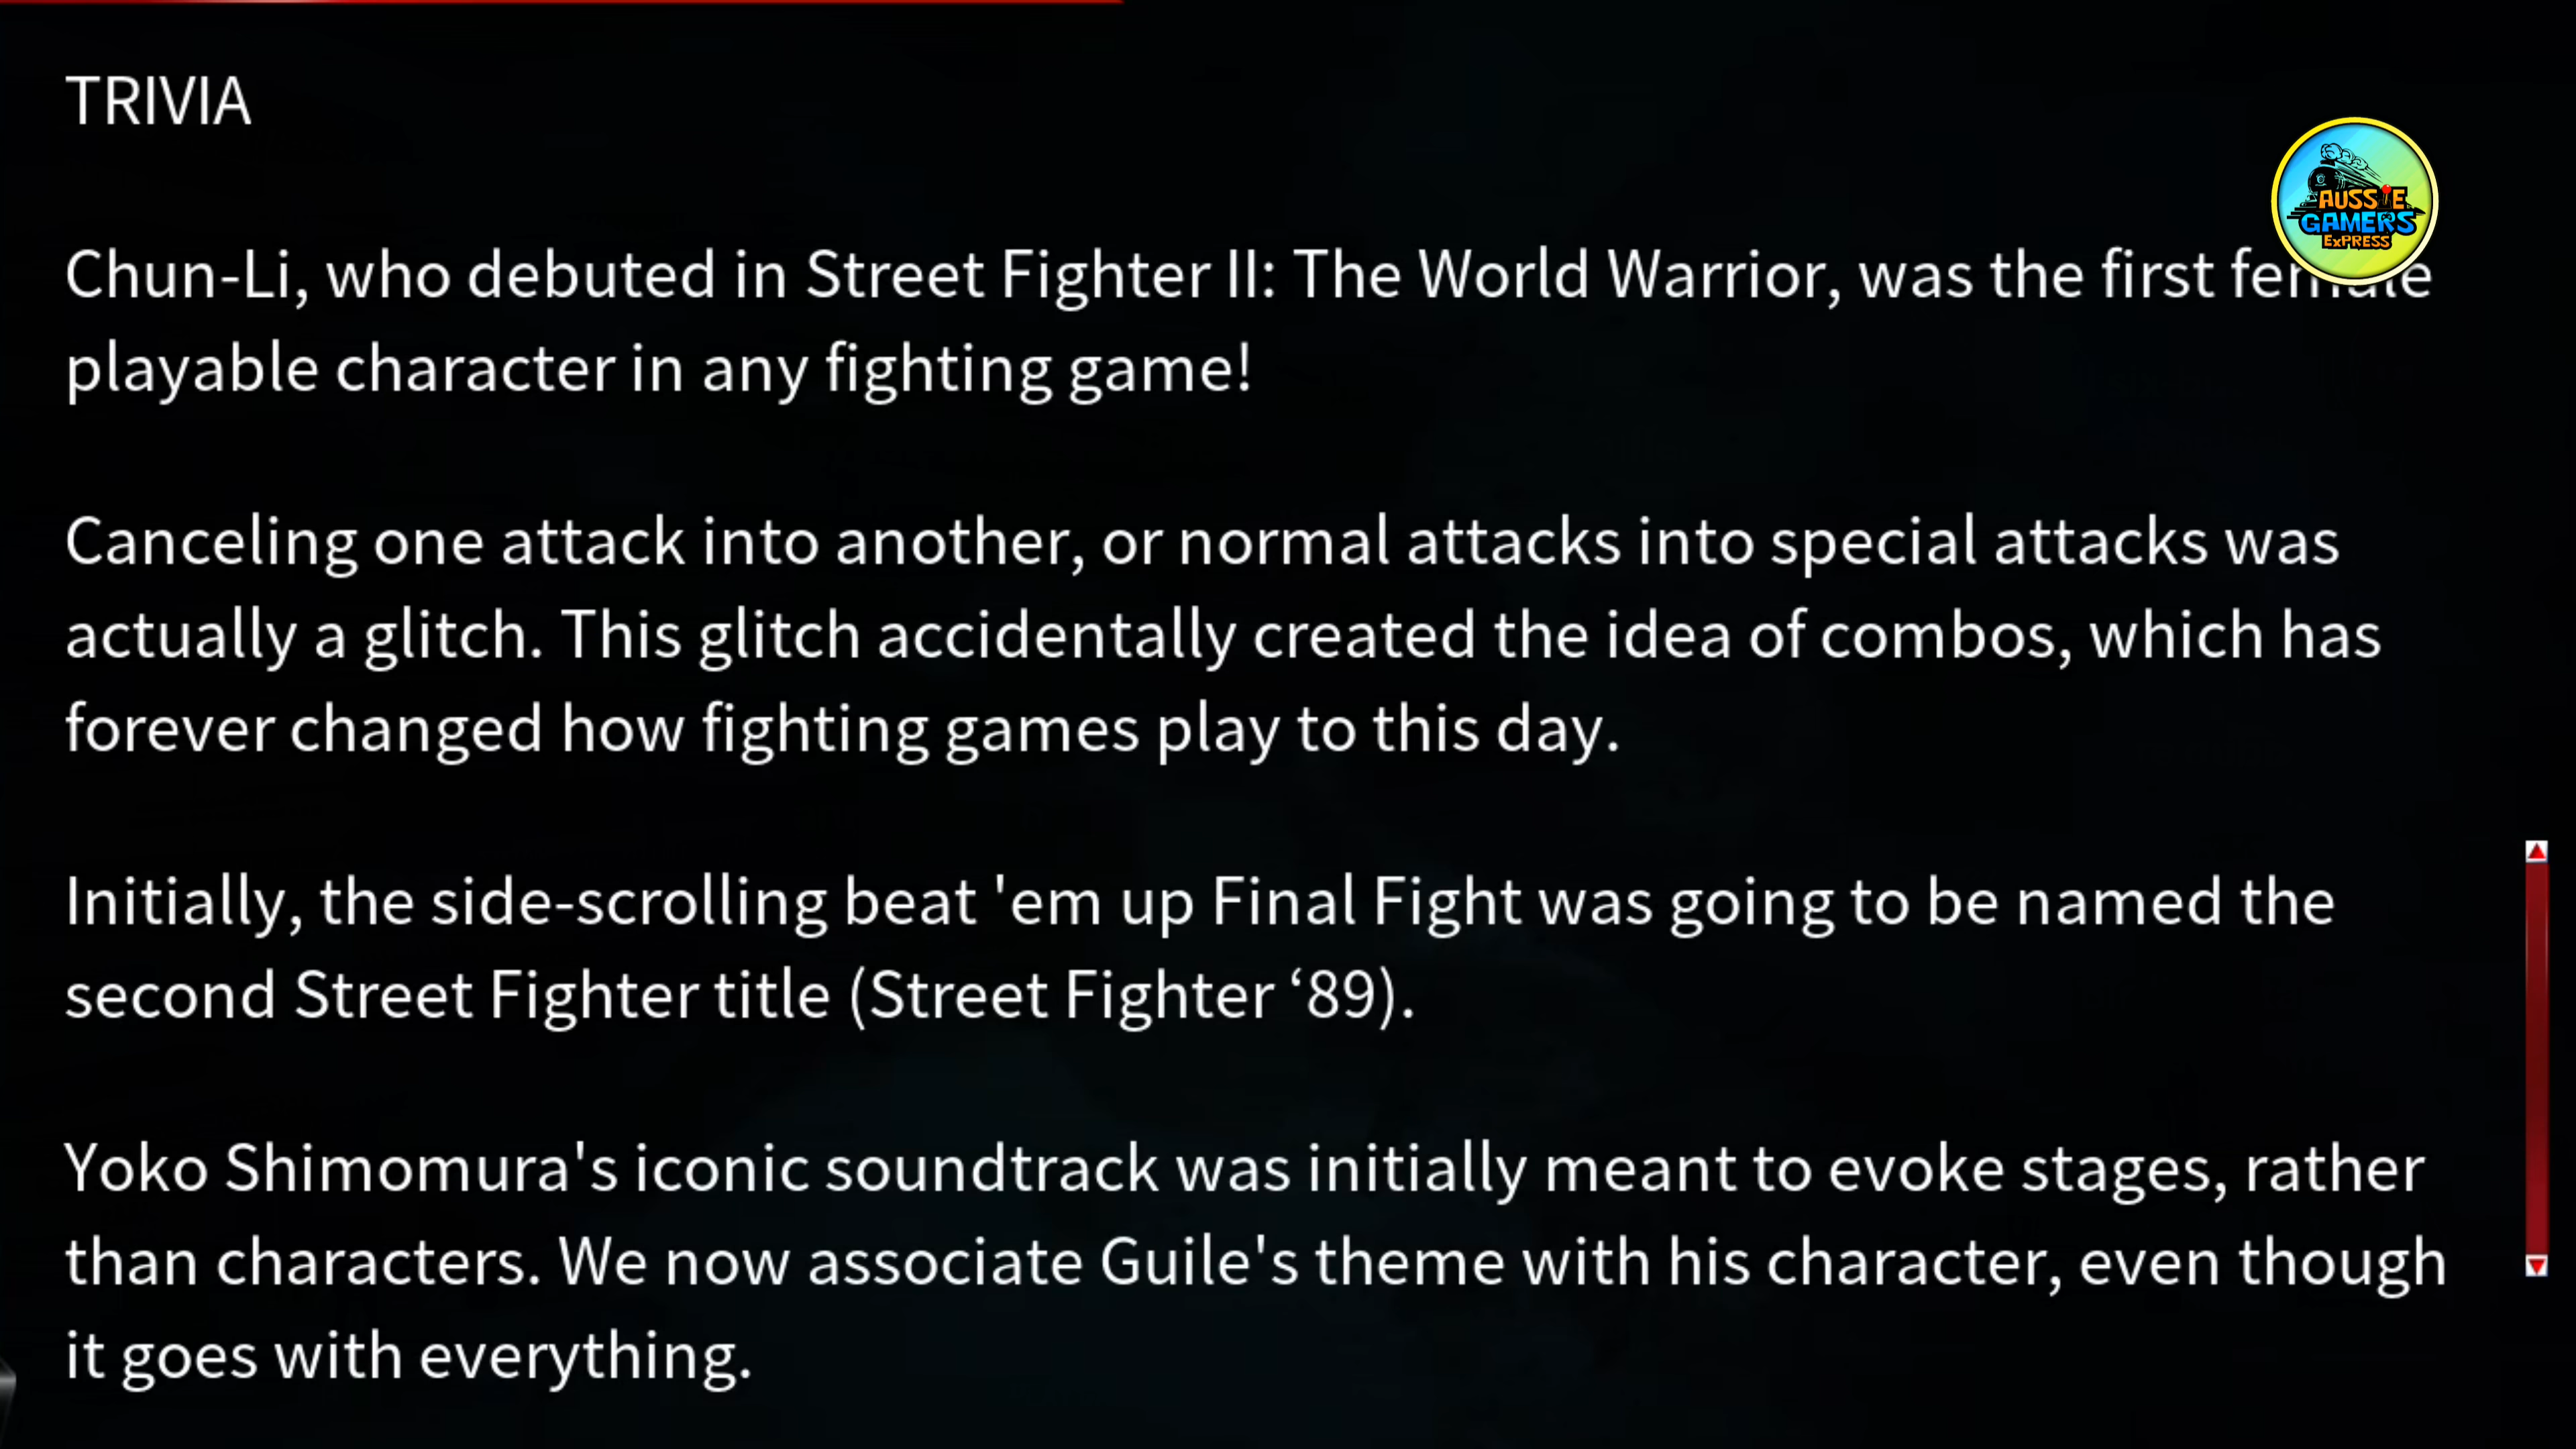 TRIVIA
AUSSIE
GAMERS
ExPRESS
Chun-Li, who debuted in Street Fighter II: The World Warrior, was the first female
playable character in any fighting game!
Canceling one attack into another, or normal attacks into special attacks was
actually a glitch. This glitch accidentally created the idea of combos, which has
forever changed how fighting games play to this day.
Initially, the side-scrolling beat 'em up Final Fight was going to be named the
second Street Fighter title (Street Fighter ‘89).
Yoko Shimomura's iconic soundtrack was initially meant to evoke stages, rather
than characters. We now associate Guile's theme with his character, even though
it goes with everything.